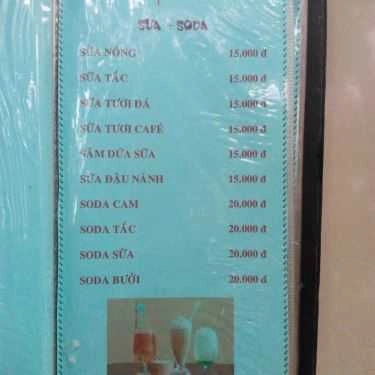 SỮA - SODA
SỮA NÓNG 15.000 đ
SỮA TẮC 15.000 đ
SỮA TƯƠI ĐÁ 15.000 đ
SỮA TƯƠI CAFÉ 15.000 đ
SÂM DỨA SỮA 15.000 đ
SỮA ĐẬU NÀNH 15.000 đ
SODA CAM 20.000 đ
SODA TẮC 20.000 đ
SODA SỮA 20.000 đ
SODA BƯỞI 20.000 đ